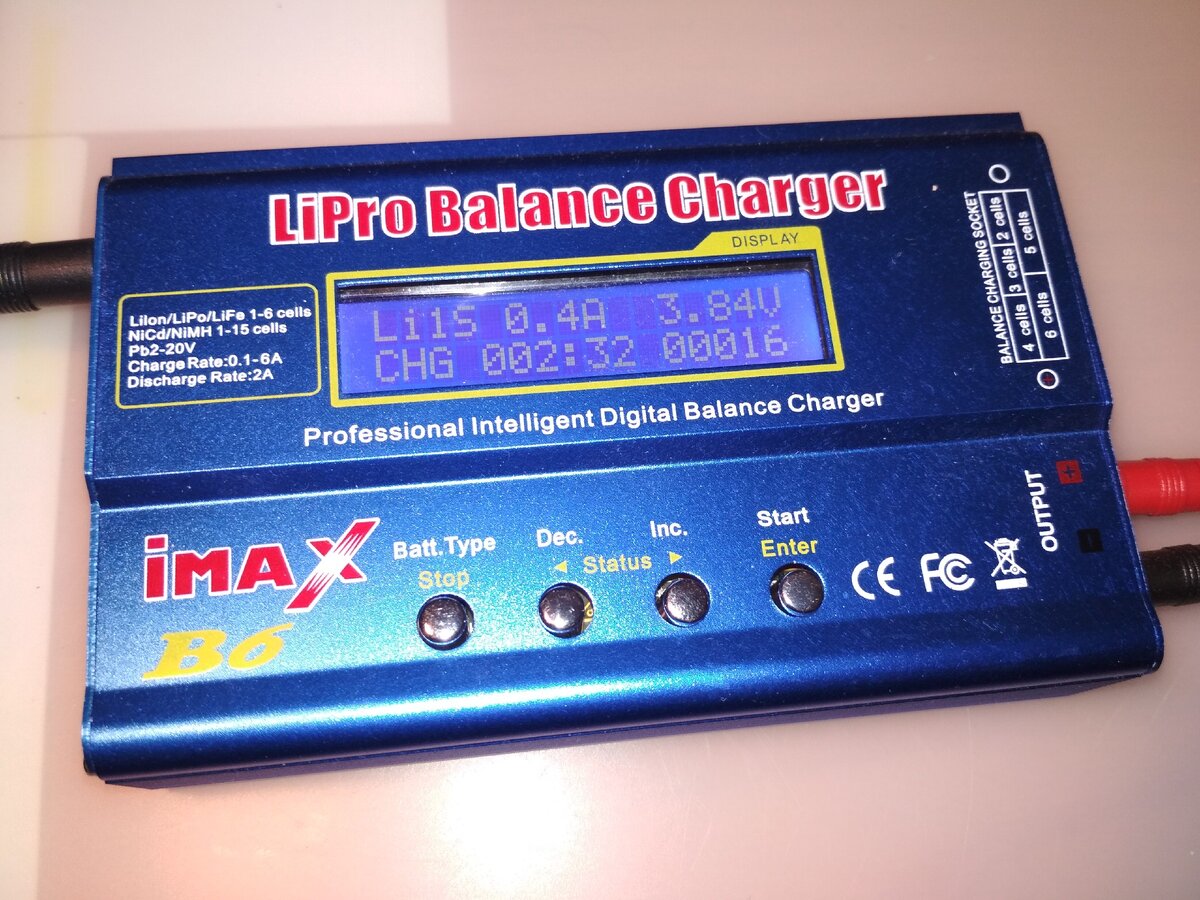 LiPro Balance Charger
DISPLAY
Li1S 0.4A 3.84V
CHG 002:32 00016
LiIon/LiPo/LiFe 1-6 cells
NiCd/NiMH 1-15 cells
Pb2-20V
Charge Rate:0.1-6A
Discharge Rate:2A
Professional Intelligent Digital Balance Charger
BALANCE CHARGING SOCKET
4 cells 3 cells 2 cells
6 cells 5 cells
iMAX
B6
Batt.Type
Stop
Dec.
Inc.
◄ Status ►
Start
Enter
CE FC
OUTPUT
+
-